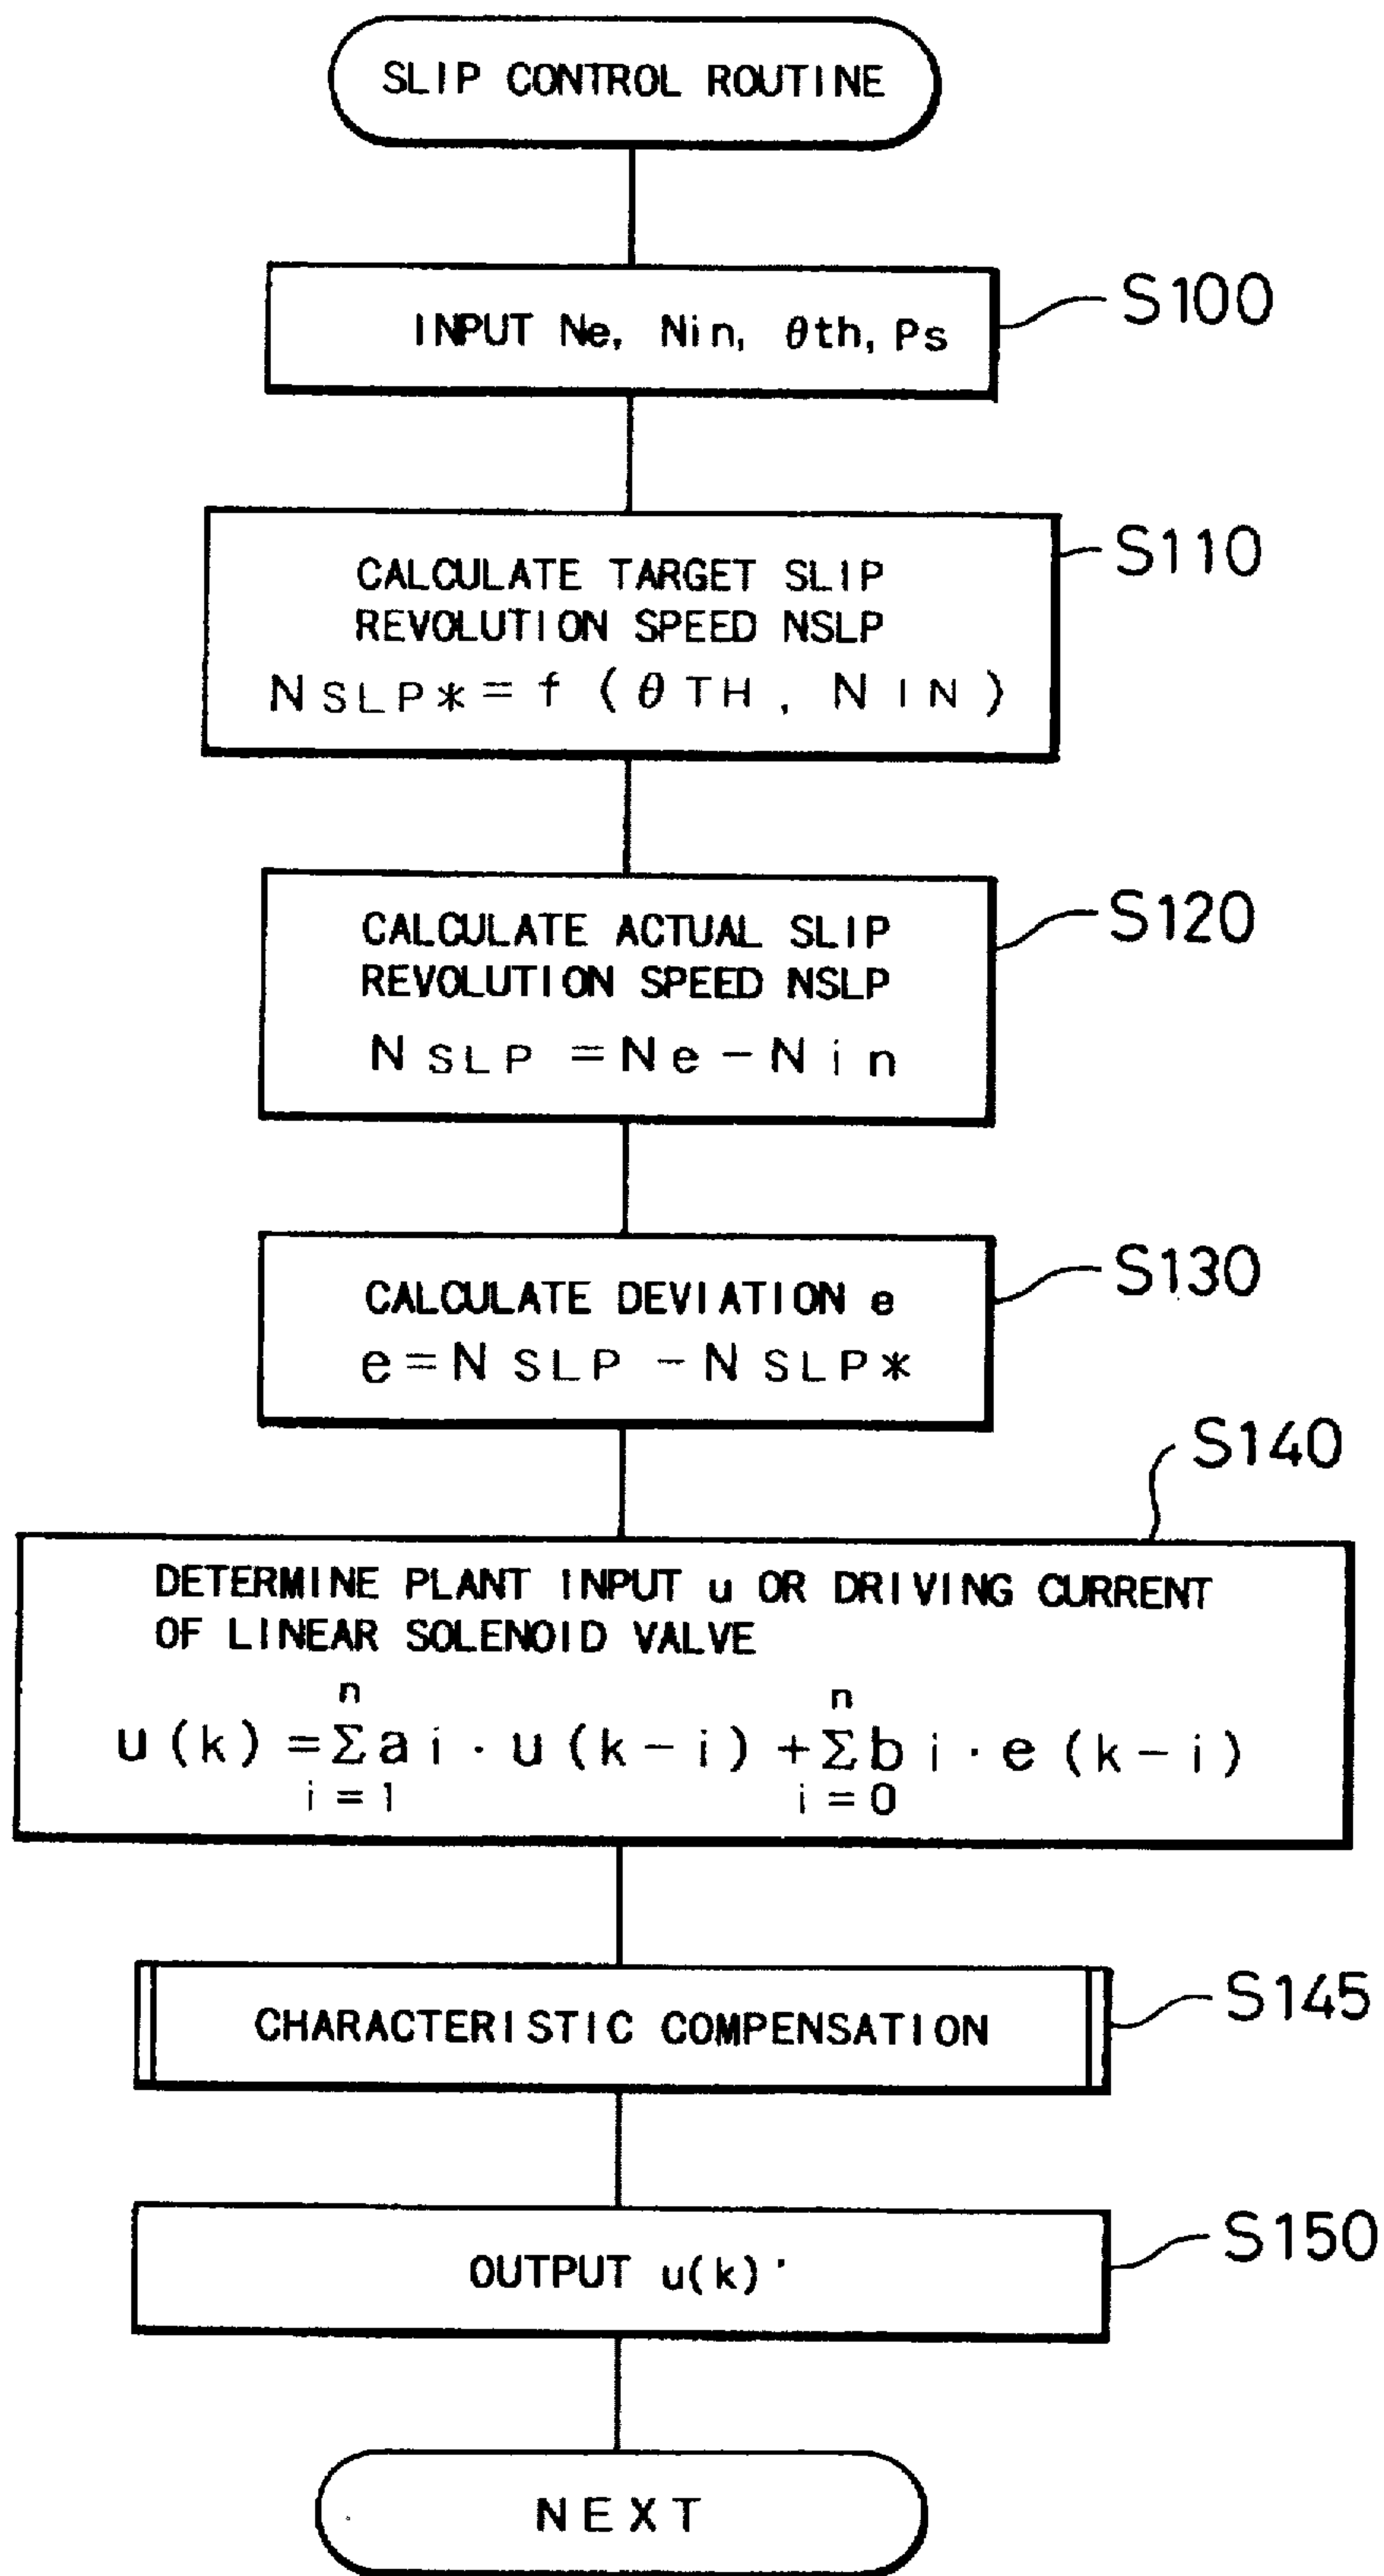 SLIP CONTROL ROUTINE
INPUT Ne, Nin, θth, Ps
S100
S110
CALCULATE TARGET SLIP
REVOLUTION SPEED NSLP
NSLP* = f (θTH, NIN)
S120
CALCULATE ACTUAL SLIP
REVOLUTION SPEED NSLP
NSLP = Ne - Nin
S130
CALCULATE DEVIATION e
e = NSLP - NSLP*
S140
DETERMINE PLANT INPUT u OR DRIVING CURRENT
OF LINEAR SOLENOID VALVE
n n
u(k) = Σ ai · u(k-i) + Σ bi · e(k-i)
i=1 i=0
CHARACTERISTIC COMPENSATION
S145
OUTPUT u(k)'
S150
NEXT